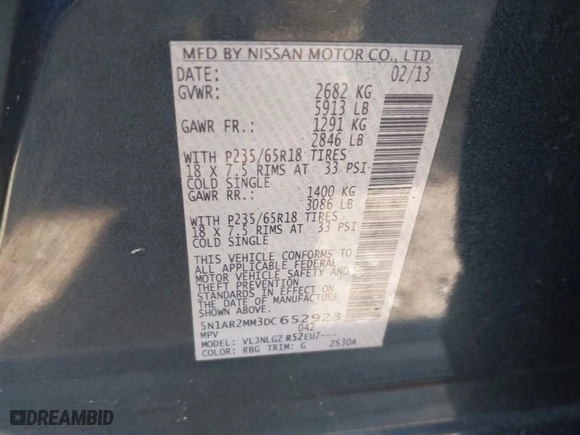 MFD BY NISSAN MOTOR CO., LTD.
DATE: 02/13
GVWR: 2682 KG
5913 LB
GAWR FR.: 1291 KG
2846 LB
WITH P235/65R18 TIRES
18 x 7.5 RIMS AT 33 PSI
COLD SINGLE
GAWR RR.: 1400 KG
3086 LB
WITH P235/65R18 TIRES
18 x 7.5 RIMS AT 33 PSI
COLD SINGLE
THIS VEHICLE CONFORMS TO
ALL APPLICABLE FEDERAL
MOTOR VEHICLE SAFETY AND
THEFT PREVENTION
STANDARDS IN EFFECT ON
THE DATE OF MANUFACTURE
SHOWN ABOVE.
5N1AR2MM3DC652923
MPV 042
MODEL: VLJNLGZ R52EU7---
COLOR: RBG TRIM: G ZS30A
DREAMBID